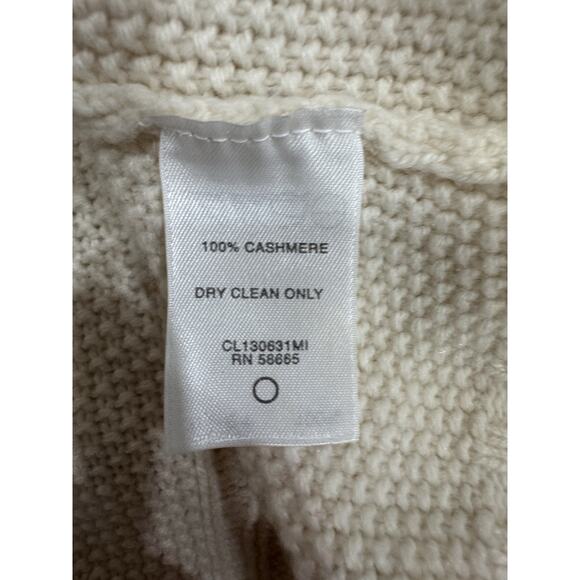 100% CASHMERE
DRY CLEAN ONLY
CL130631MI
RN 58665